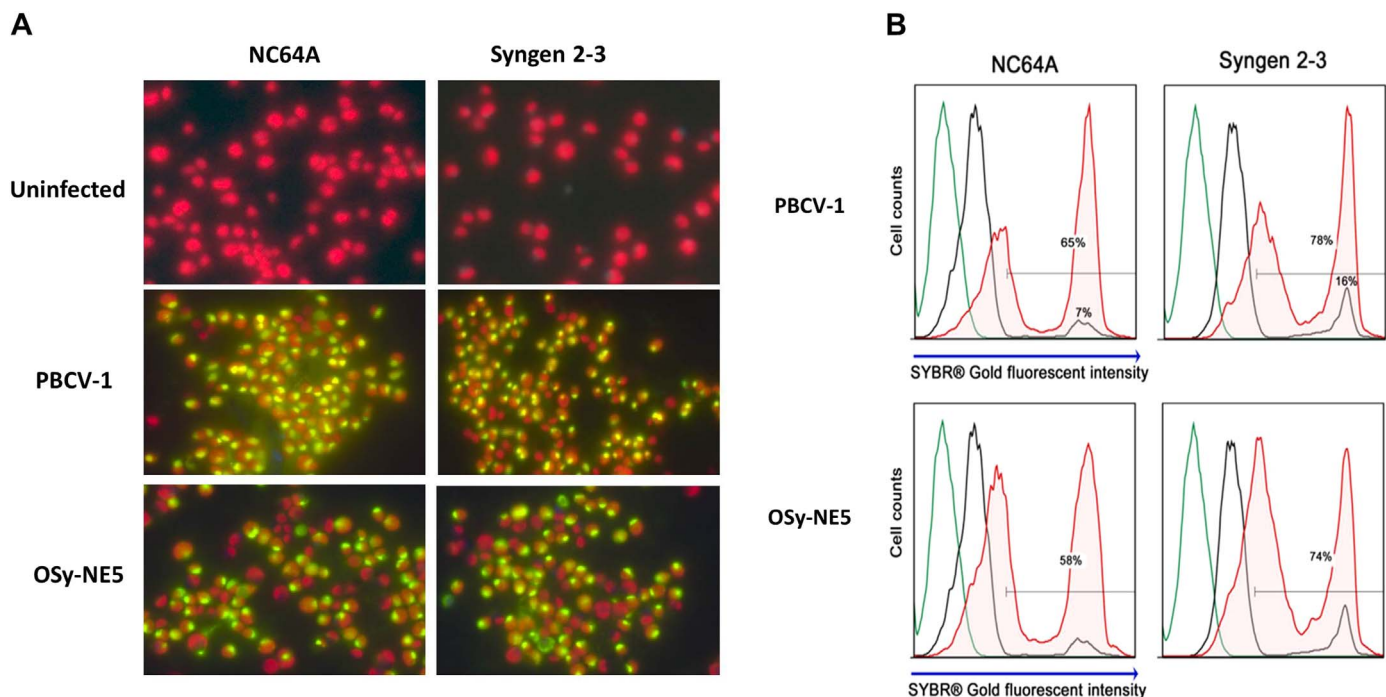 A
NC64A
Syngen 2-3
Uninfected
PBCV-1
OSy-NE5
B
NC64A
Syngen 2-3
PBCV-1
Cell counts
65%
7%
78%
16%
SYBR® Gold fluorescent intensity
OSy-NE5
Cell counts
58%
74%
SYBR® Gold fluorescent intensity